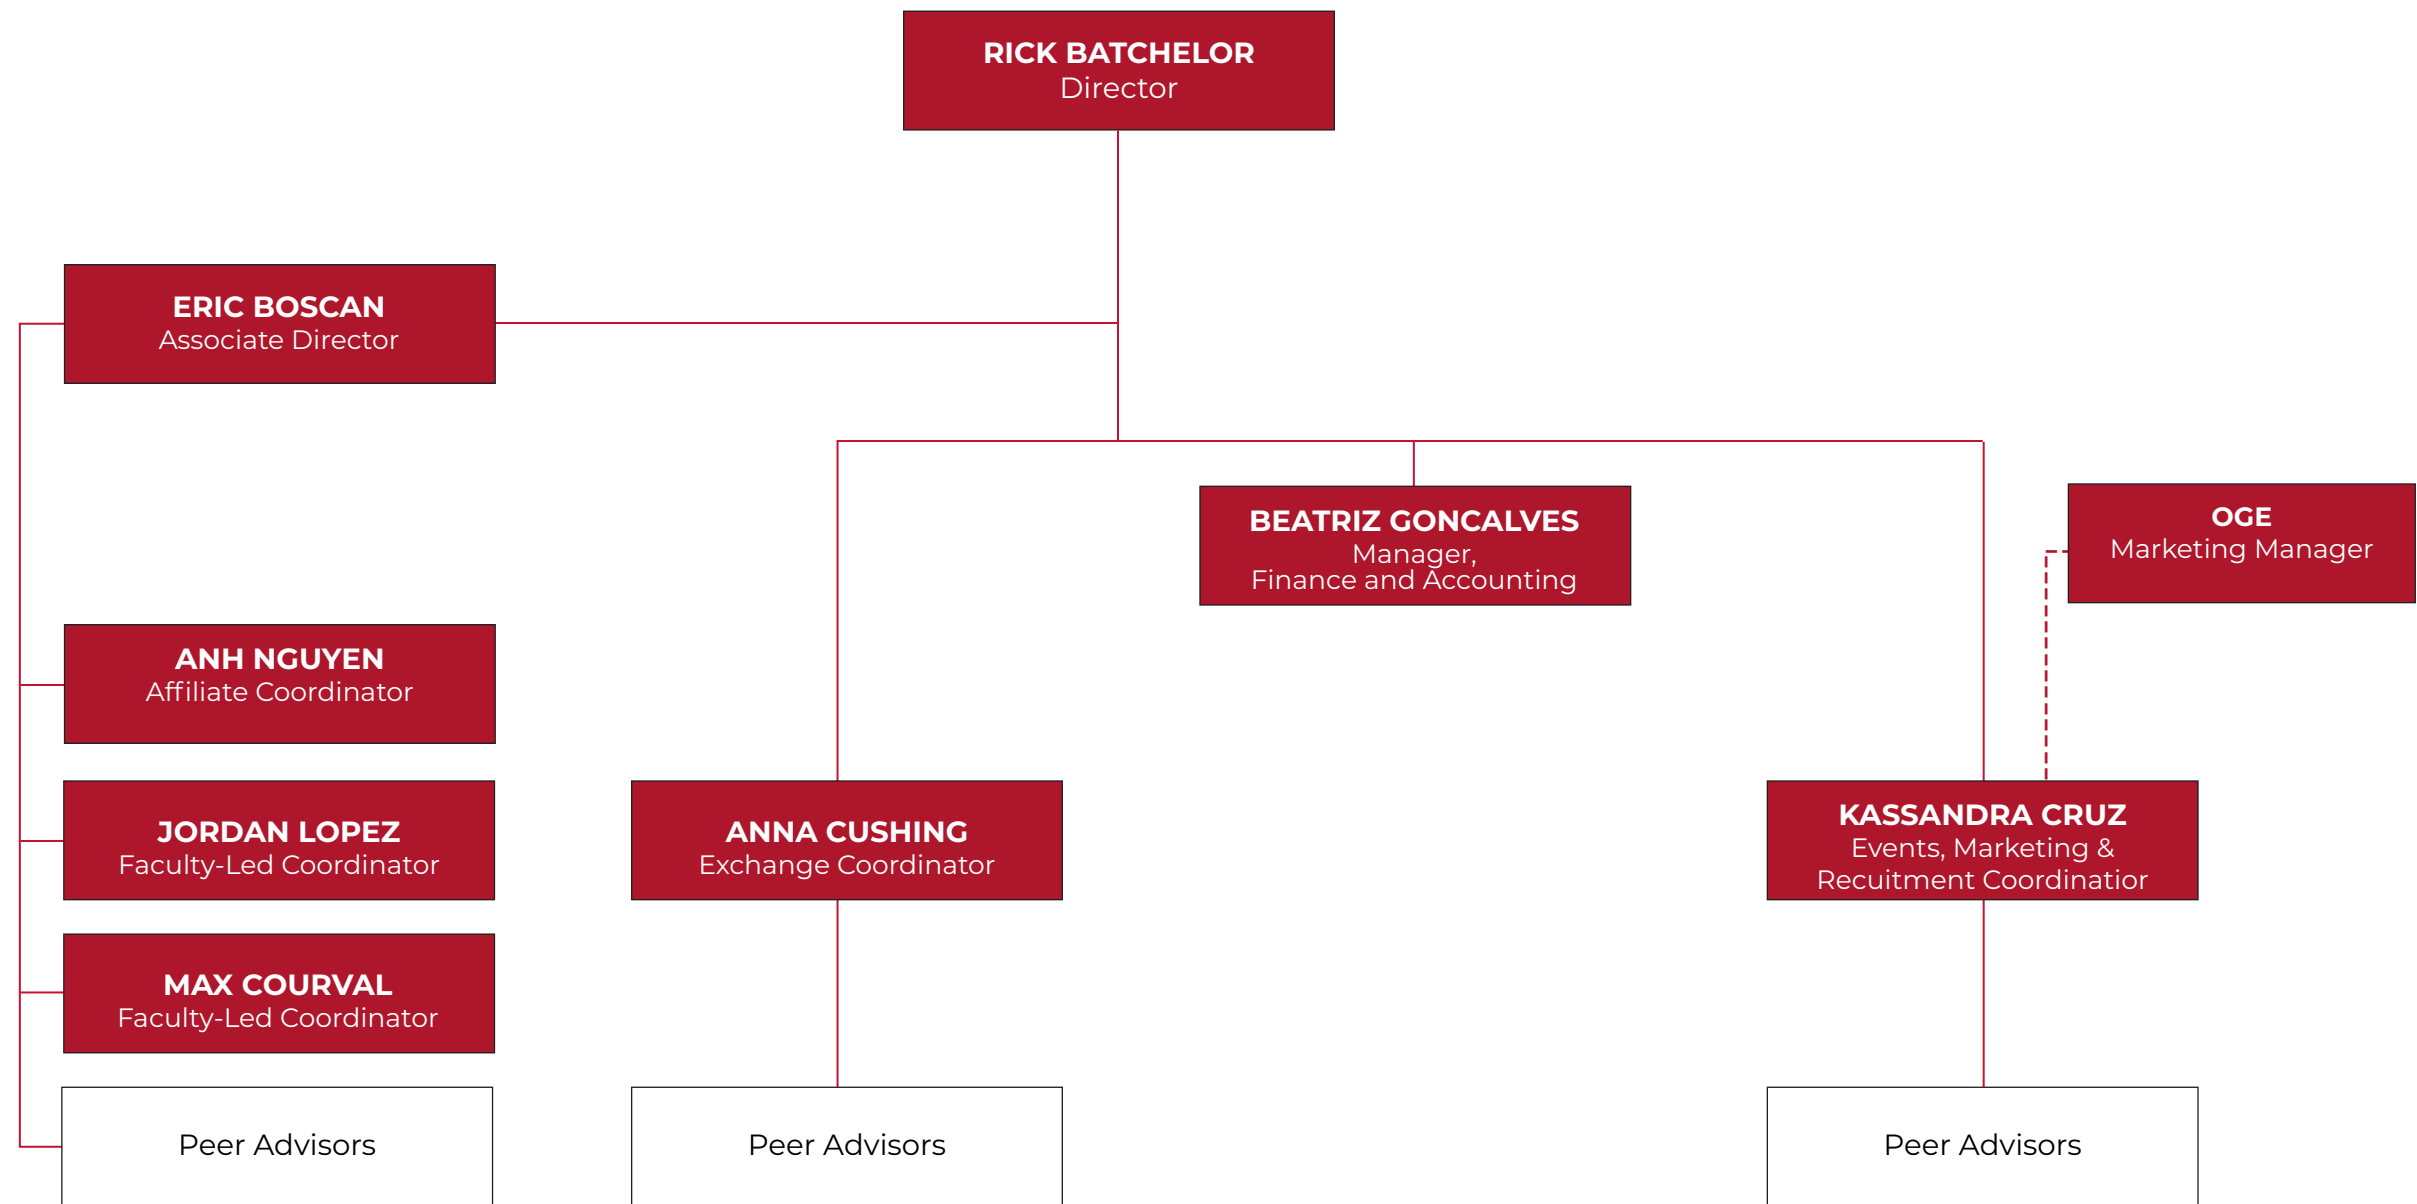 RICK BATCHELOR
Director
ERIC BOSCAN
Associate Director
BEATRIZ GONCALVES
Manager,
Finance and Accounting
OGE
Marketing Manager
ANH NGUYEN
Affiliate Coordinator
JORDAN LOPEZ
Faculty-Led Coordinator
ANNA CUSHING
Exchange Coordinator
KASSANDRA CRUZ
Events, Marketing &
Recuitment Coordinatior
MAX COURVAL
Faculty-Led Coordinator
Peer Advisors
Peer Advisors
Peer Advisors